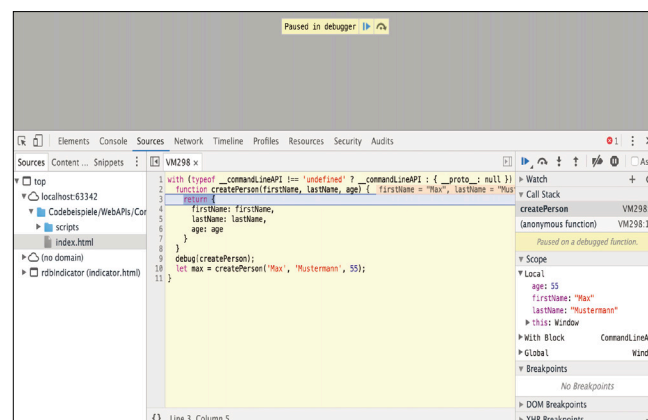 Paused in debugger
Elements Console Sources Network Timeline Profiles Resources Security Audits
1
Sources Content ... Snippets
VM298 ×
top
localhost:63342
Codebeispiele/WebAPIs/Cor
scripts
index.html
(no domain)
rdbindicator (indicator.html)
1 with (typeof __commandLineAPI !== 'undefined' ? __commandLineAPI : { __proto__: null })
2 function createPerson(firstName, lastName, age) { firstName = "Max", lastName = "Must
3 return {
4 firstName: firstName,
5 lastName: lastName,
6 age: age
7 }
8 }
9 debug(createPerson);
10 let max = createPerson('Max', 'Mustermann', 55);
11 }
{} Line 3, Column 5
As
Watch
Call Stack
createPerson VM298:
(anonymous function) VM298:1
Paused on a debugged function.
Scope
Local
age: 55
firstName: "Max"
lastName: "Mustermann"
this: Window
With Block CommandLineA
Global Wind
Breakpoints
No Breakpoints
DOM Breakpoints
XHR Breakpoints